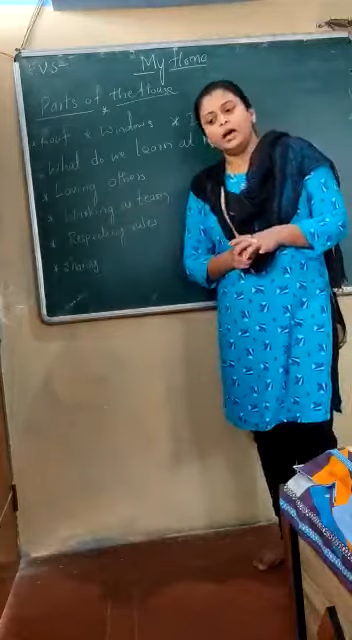 EVS-
My Home
Parts of the House
* Roof * Windows *
What do we learn at
* Loving others
* Working as team
* Respecting rules
* Sharing